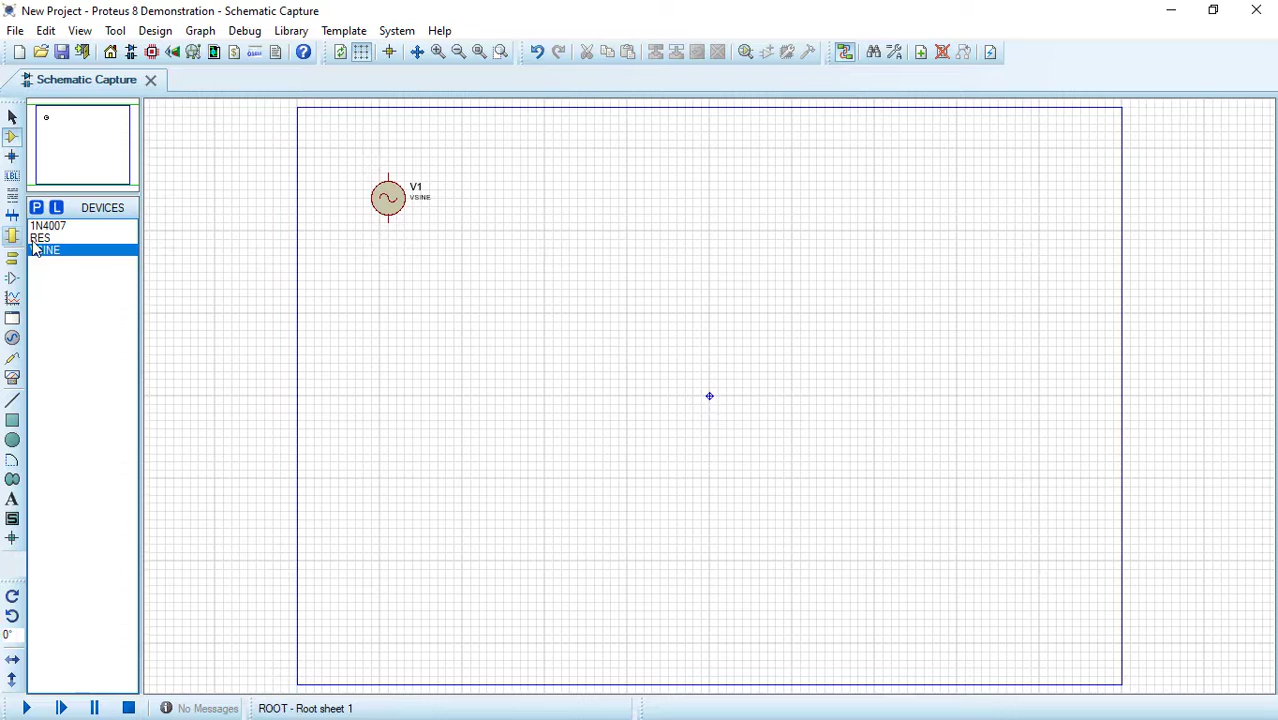 New Project - Proteus 8 Demonstration - Schematic Capture
File Edit View Tool Design Graph Debug Library Template System Help
Schematic Capture
LBL
P L DEVICES
1N4007
RES
V1
VSINE
A
S
0°
No Messages ROOT - Root sheet 1